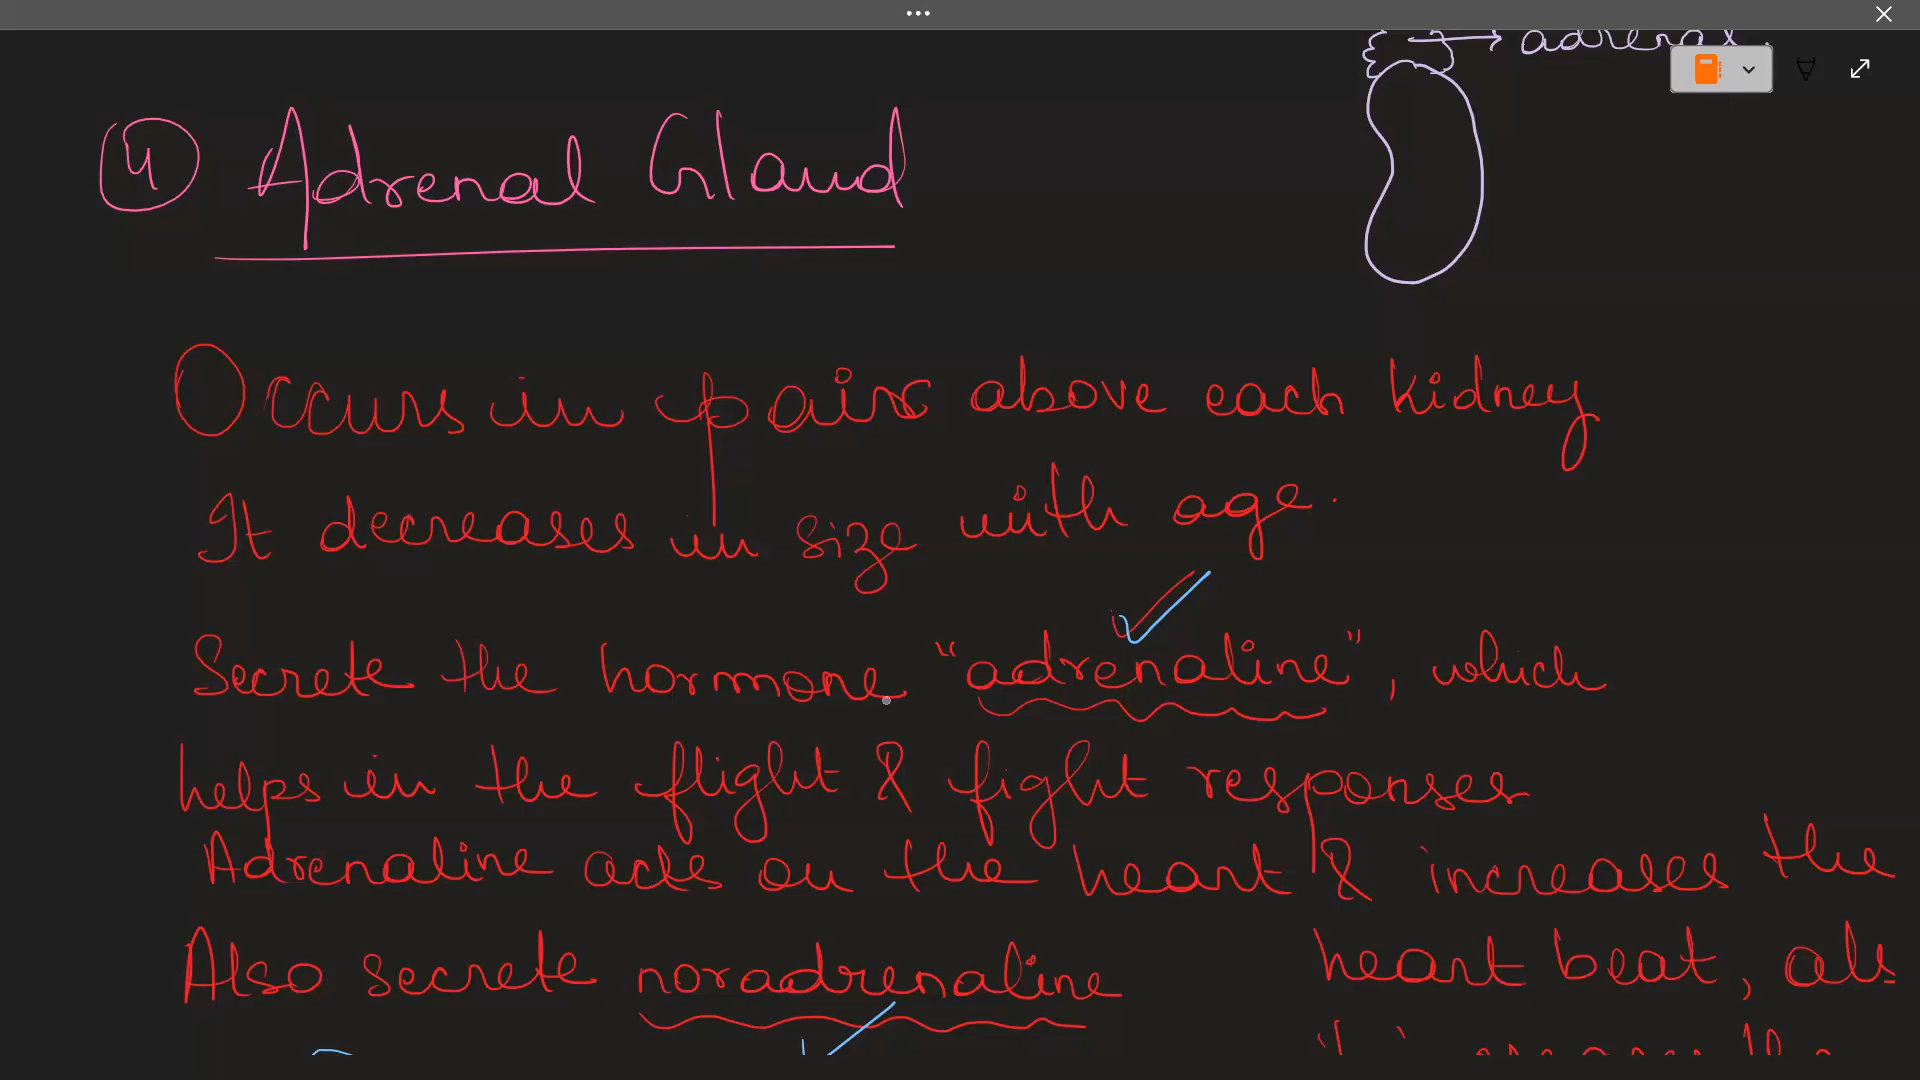 → adrenal.
④ Adrenal Gland
Occurs in pairs above each kidney
It decreases in size with age.
Secrete the hormone "adrenaline", which
helps in the flight & fight responses
Adrenaline acts on the heart & increases the
heart beat, als
Also secrete noradrenaline